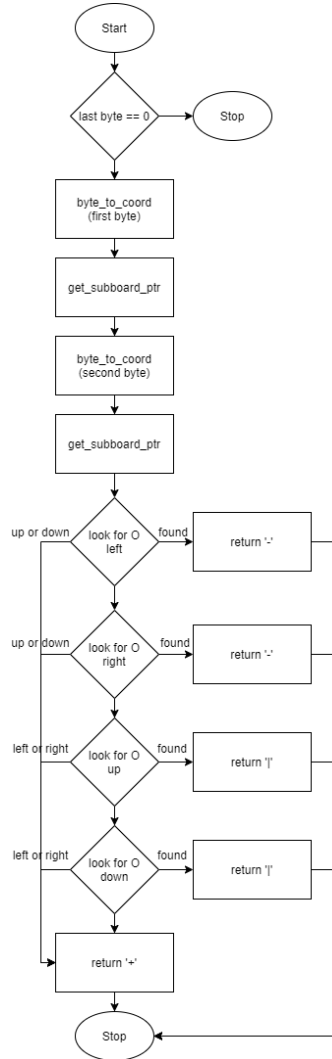 Start
last byte == 0
Stop
byte_to_coord
(first byte)
get_subboard_ptr
byte_to_coord
(second byte)
get_subboard_ptr
up or down
look for O
left
found
return '-'
up or down
look for O
right
found
return '-'
left or right
look for O
up
found
return '|'
left or right
look for O
down
found
return '|'
return '+'
Stop